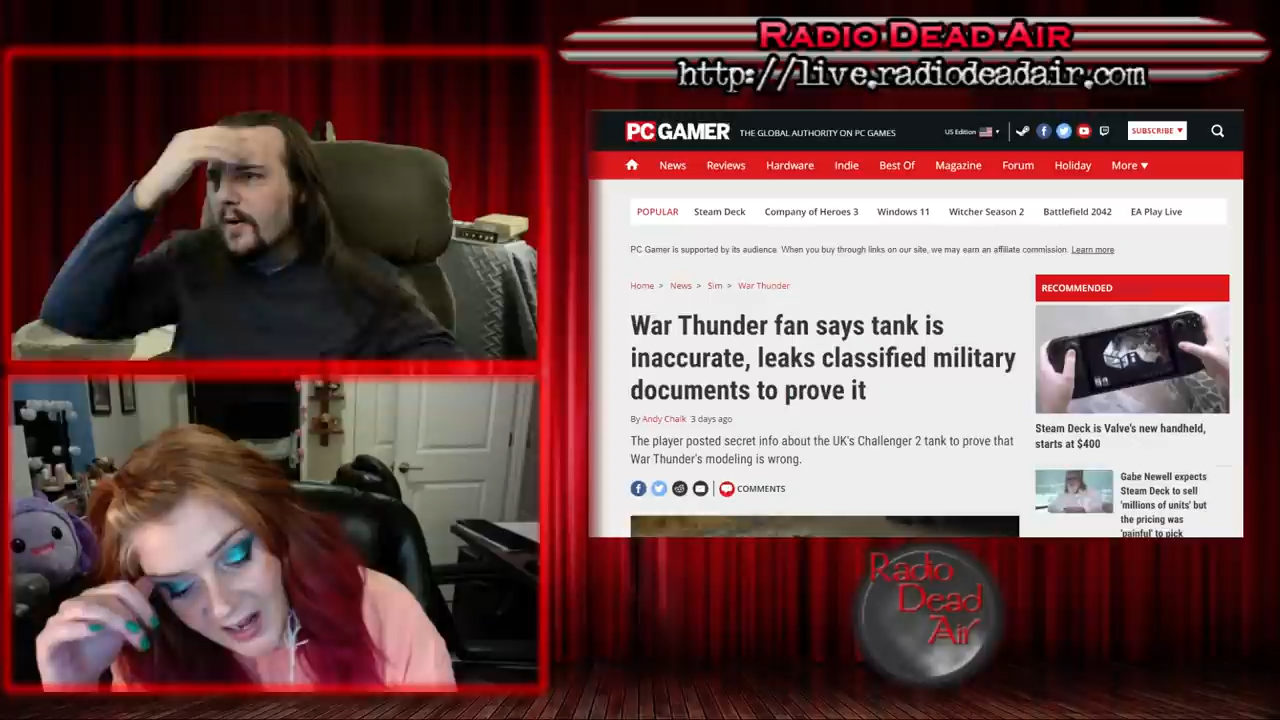 RADIO DEAD AIR
http://live.radiodeadair.com
PC GAMER THE GLOBAL AUTHORITY ON PC GAMES US Edition SUBSCRIBE
News Reviews Hardware Indie Best Of Magazine Forum Holiday More
POPULAR Steam Deck Company of Heroes 3 Windows 11 Witcher Season 2 Battlefield 2042 EA Play Live
PC Gamer is supported by its audience. When you buy through links on our site, we may earn an affiliate commission. Learn more
Home > News > Sim > War Thunder
War Thunder fan says tank is
inaccurate, leaks classified military
documents to prove it
By Andy Chalk 3 days ago
The player posted secret info about the UK's Challenger 2 tank to prove that
War Thunder's modeling is wrong.
COMMENTS
RECOMMENDED
Steam Deck is Valve's new handheld,
starts at $400
Gabe Newell expects
Steam Deck to sell
'millions of units' but
the pricing was
'painful' to pick
Radio
Dead
Air